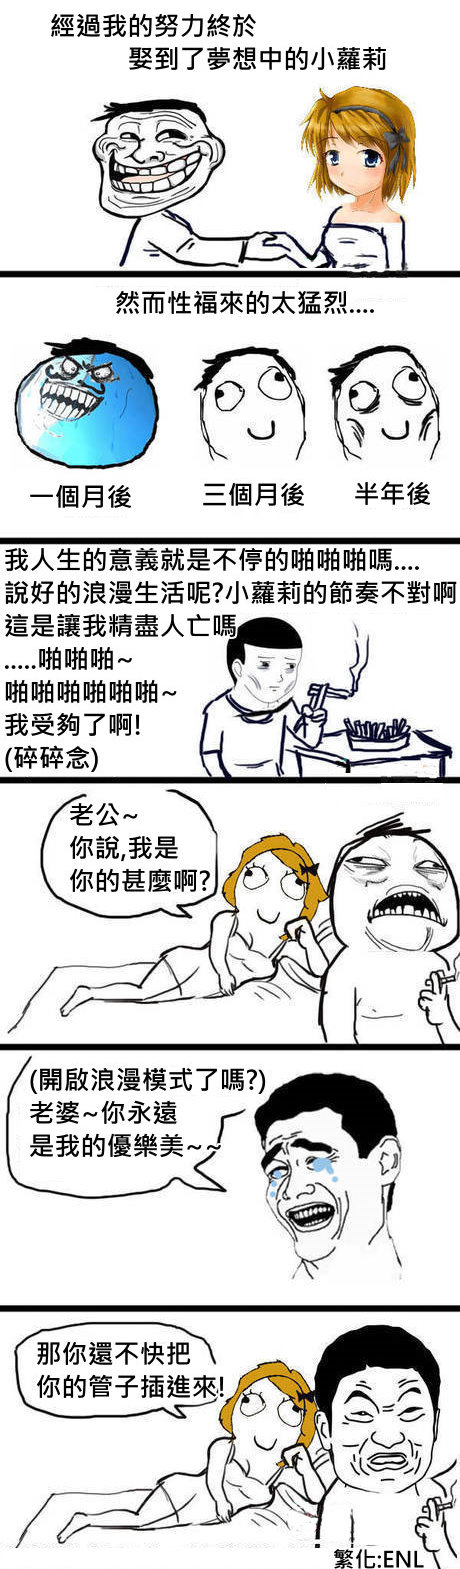 經過我的努力終於
娶到了夢想中的小蘿莉
然而性福來的太猛烈....
一個月後
三個月後
半年後
我人生的意義就是不停的啪啪啪嗎....
說好的浪漫生活呢?小蘿莉的節奏不對啊
這是讓我精盡人亡嗎
.....啪啪啪~
啪啪啪啪啪啪~
我受夠了啊!
(碎碎念)
老公~
你說,我是
你的甚麼啊?
(開啟浪漫模式了嗎?)
老婆~你永遠
是我的優樂美~~
那你還不快把
你的管子插進來!
繁化:ENL